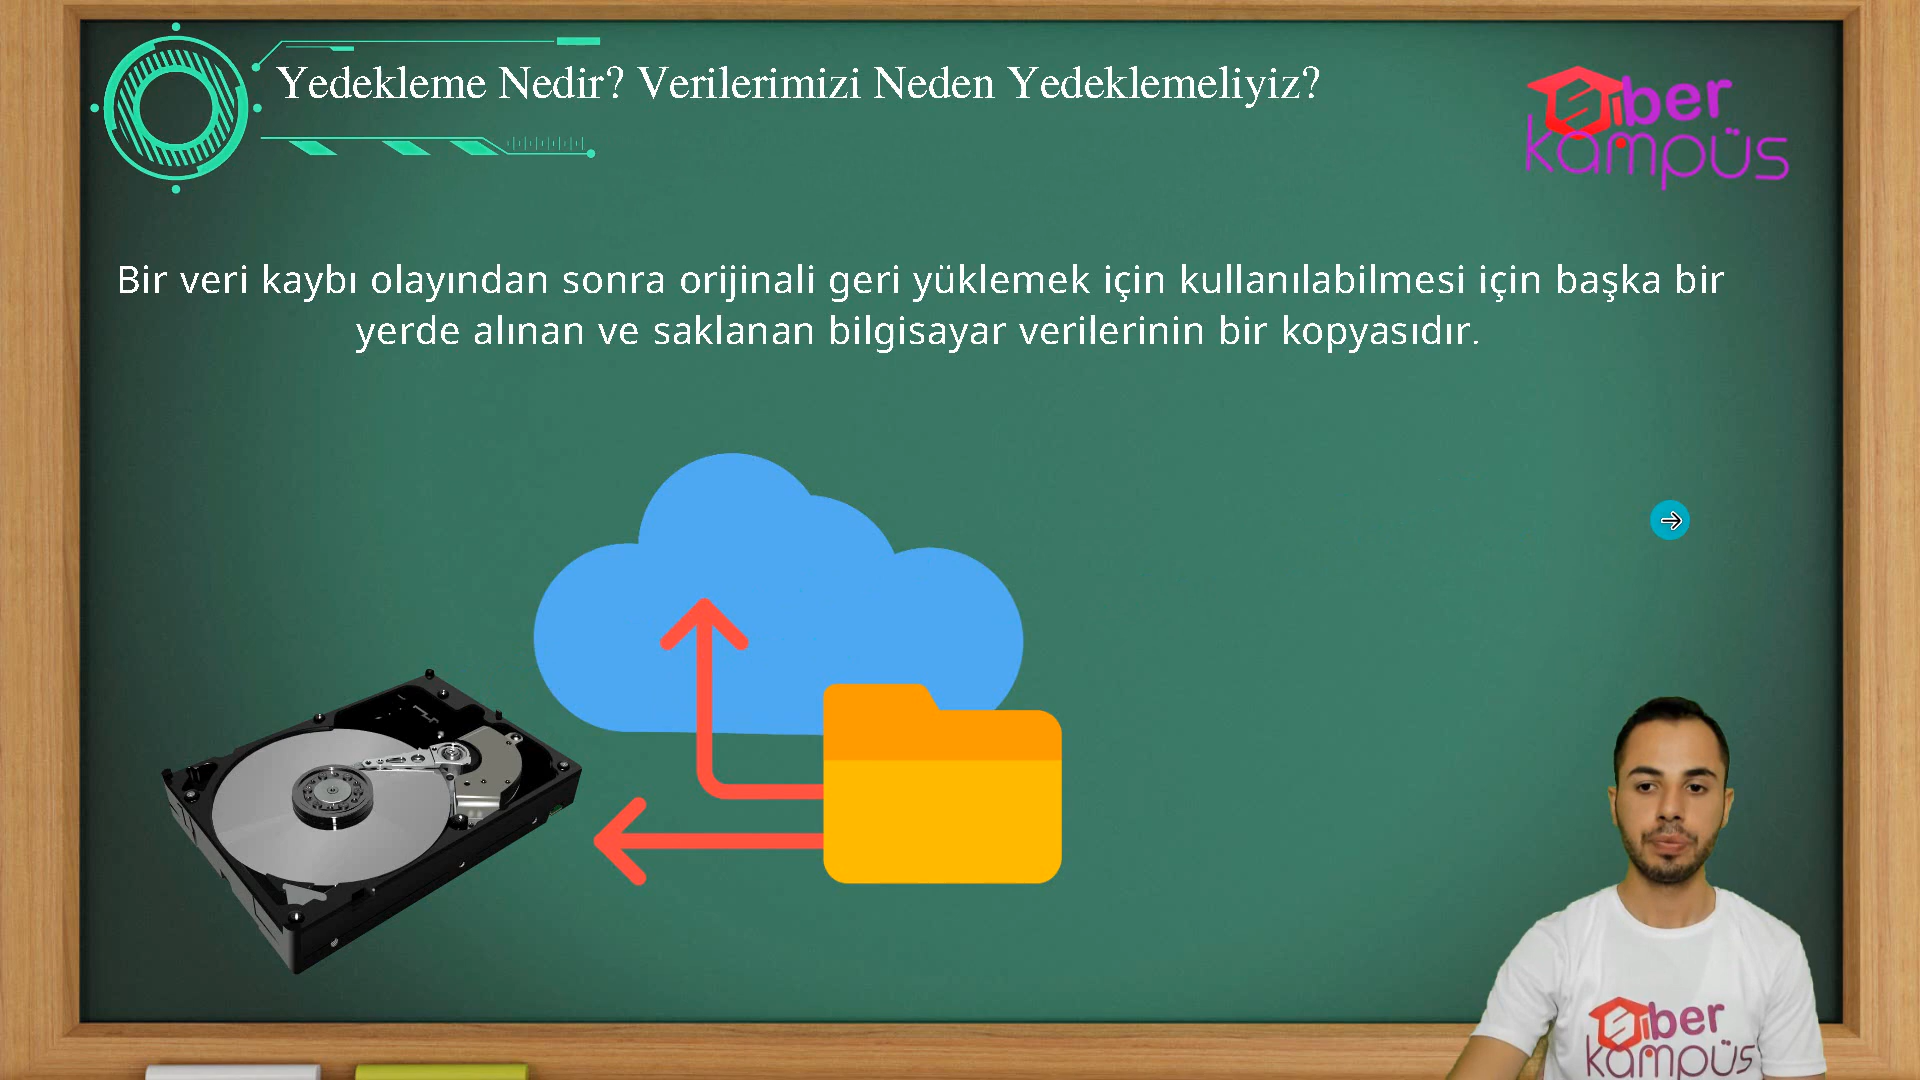 Yedekleme Nedir? Verilerimizi Neden Yedeklemeliyiz?
Siber
kampüs
Bir veri kaybı olayından sonra orijinali geri yüklemek için kullanılabilmesi için başka bir
yerde alınan ve saklanan bilgisayar verilerinin bir kopyasıdır.
Siber
kampüs